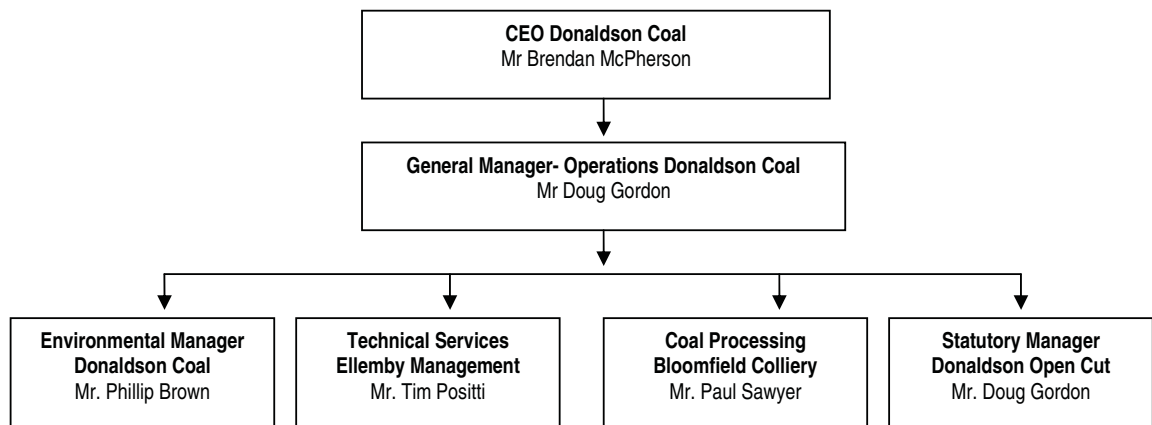 CEO Donaldson Coal
Mr Brendan McPherson
General Manager- Operations Donaldson Coal
Mr Doug Gordon
Environmental Manager
Donaldson Coal
Mr. Phillip Brown
Technical Services
Ellemby Management
Mr. Tim Positti
Coal Processing
Bloomfield Colliery
Mr. Paul Sawyer
Statutory Manager
Donaldson Open Cut
Mr. Doug Gordon